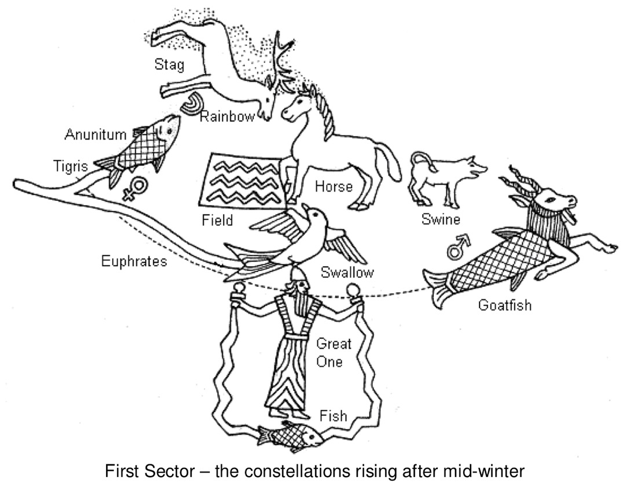 Stag
Rainbow
Anunitum
Tigris
Horse
Field
Swine
Euphrates
Swallow
Goatfish
Great
One
Fish
First Sector – the constellations rising after mid-winter